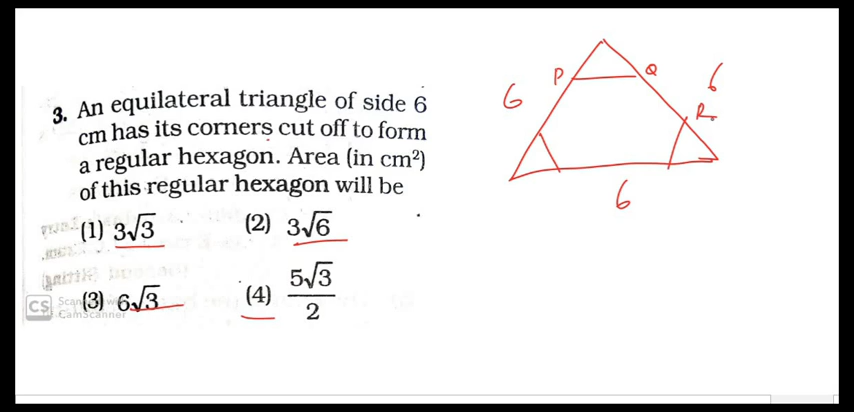 3. An equilateral triangle of side 6
cm has its corners cut off to form
a regular hexagon. Area (in cm²)
of this regular hexagon will be
(1) 3√3 (2) 3√6
(3) 6√3 (4) 5√3/2
CS Scanned with
CamScanner
P Q
6 6
R
6